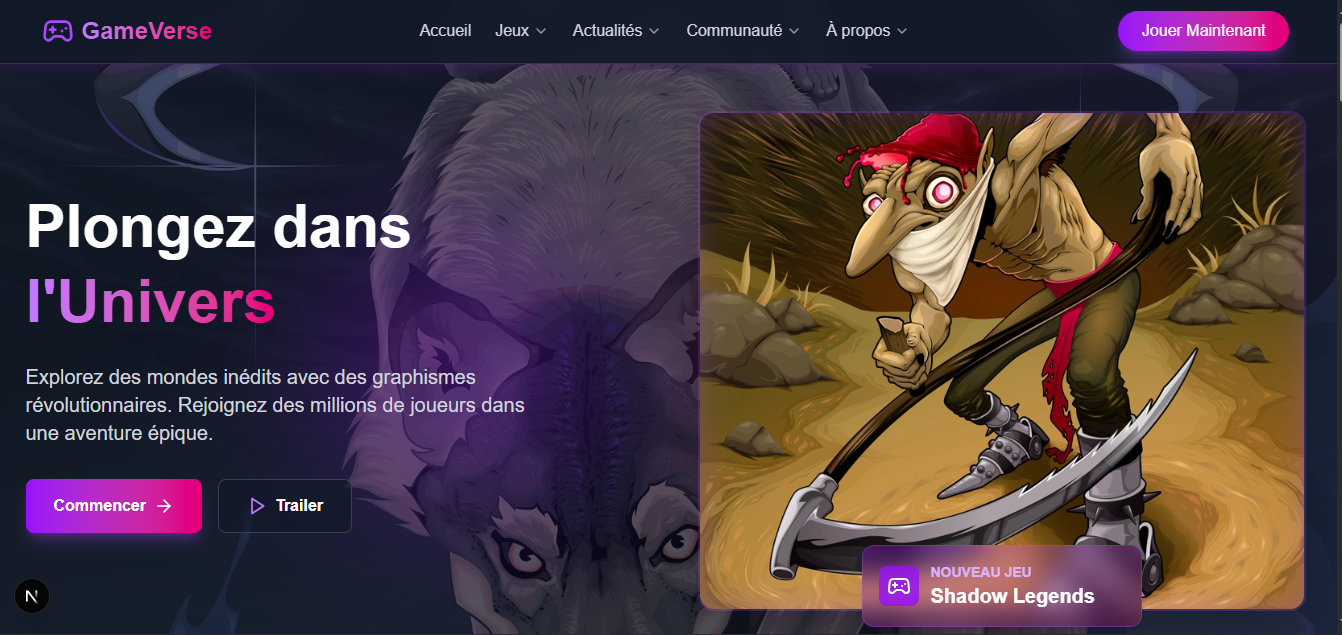 GameVerse
Accueil
Jeux
Actualités
Communauté
À propos
Jouer Maintenant
Plongez dans
l'Univers
Explorez des mondes inédits avec des graphismes
révolutionnaires. Rejoignez des millions de joueurs dans
une aventure épique.
Commencer
Trailer
NOUVEAU JEU
Shadow Legends
N